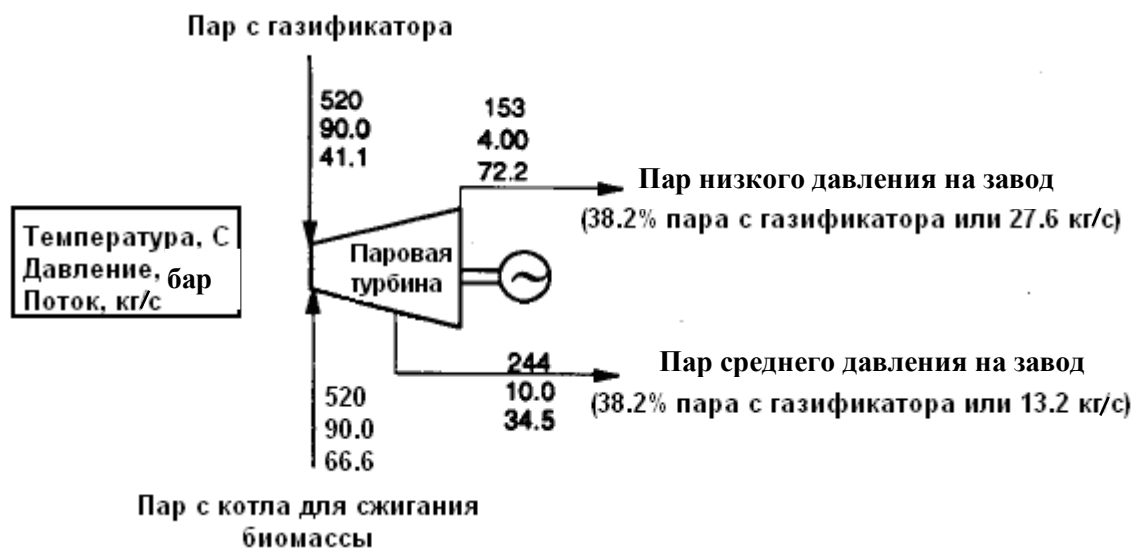 Пар с газификатора
520
90.0
41.1
153
4.00
72.2
Пар низкого давления на завод
(38.2% пара с газификатора или 27.6 кг/с)
Температура, С
Давление, бар
Поток, кг/с
Паровая
турбина
244
10.0
34.5
Пар среднего давления на завод
(38.2% пара с газификатора или 13.2 кг/с)
520
90.0
66.6
Пар с котла для сжигания
биомассы